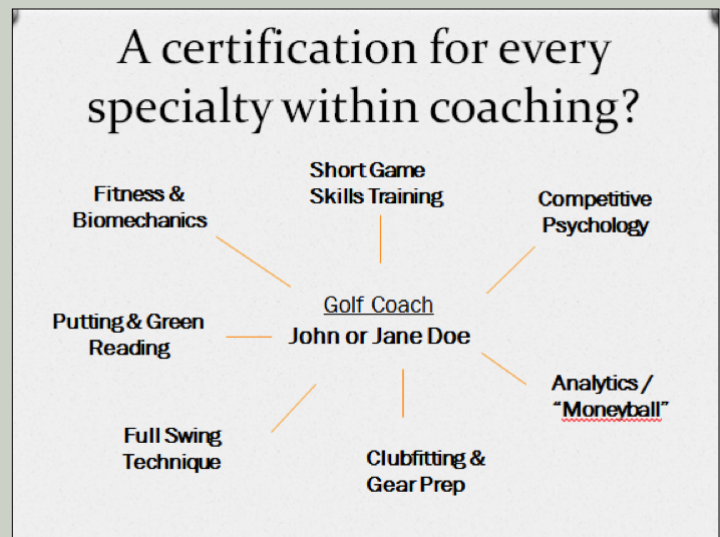 A certification for every
specialty within coaching?
Short Game
Skills Training
Fitness &
Biomechanics
Competitive
Psychology
Golf Coach
John or Jane Doe
Putting & Green
Reading
Analytics /
“Moneyball”
Full Swing
Technique
Clubfitting &
Gear Prep